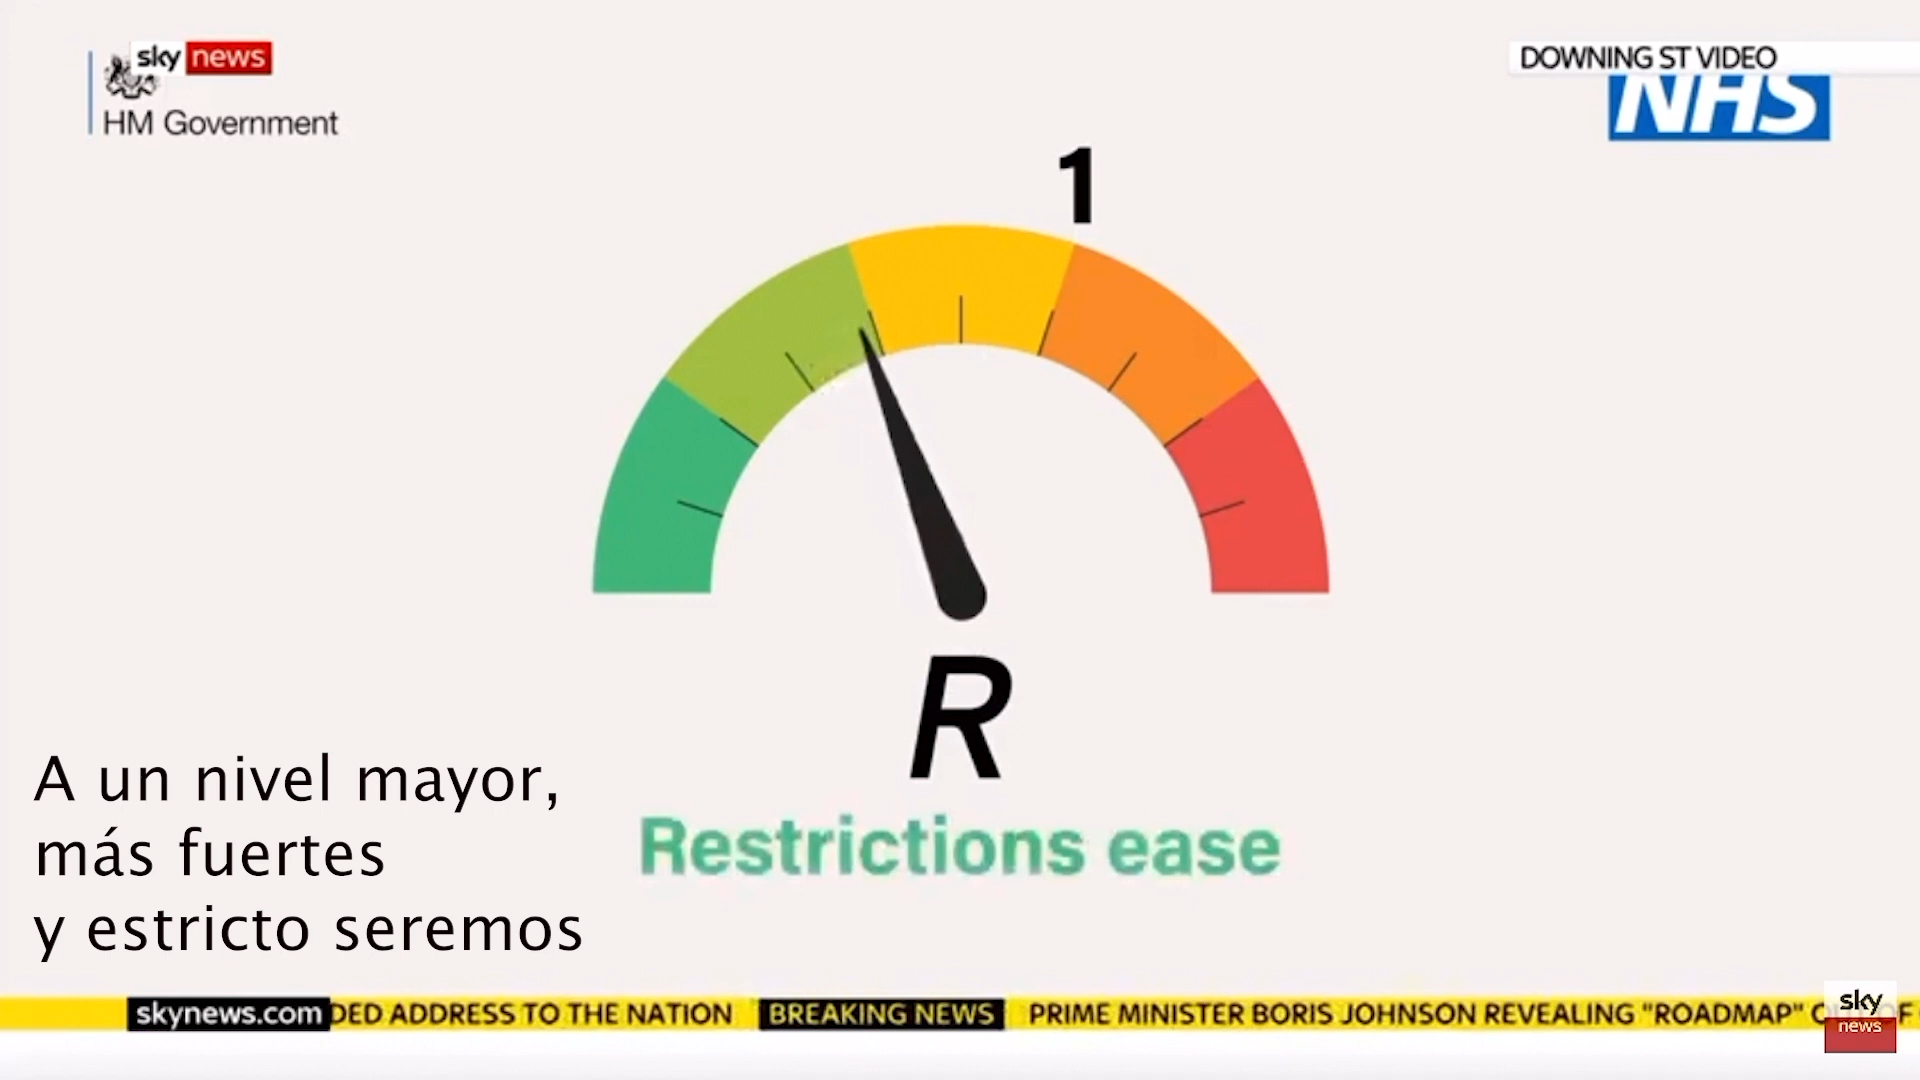 sky news
DOWNING ST VIDEO
HM Government
NHS
1
R
Restrictions ease
A un nivel mayor,
más fuertes
y estricto seremos
skynews.com DED ADDRESS TO THE NATION BREAKING NEWS PRIME MINISTER BORIS JOHNSON REVEALING "ROADMAP" OF
sky
news